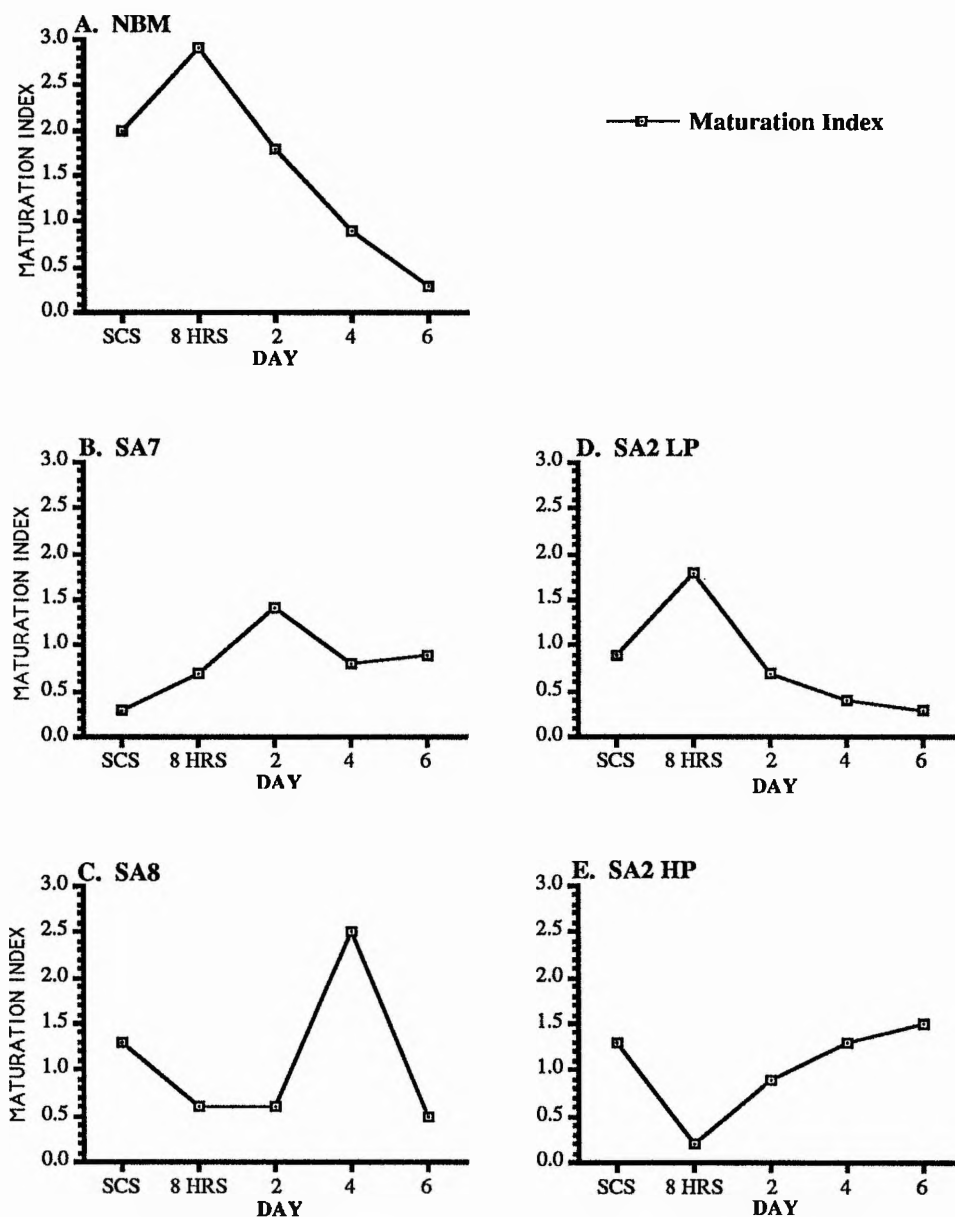 A. NBM
3.0
2.5
2.0
1.5
1.0
0.5
0.0
MATURATION INDEX
SCS 8 HRS 2 4 6
DAY
Maturation Index
B. SA7
3.0
2.5
2.0
1.5
1.0
0.5
0.0
MATURATION INDEX
SCS 8 HRS 2 4 6
DAY
D. SA2 LP
3.0
2.5
2.0
1.5
1.0
0.5
0.0
SCS 8 HRS 2 4 6
DAY
C. SA8
3.0
2.5
2.0
1.5
1.0
0.5
0.0
MATURATION INDEX
SCS 8 HRS 2 4 6
DAY
E. SA2 HP
3.0
2.5
2.0
1.5
1.0
0.5
0.0
SCS 8 HRS 2 4 6
DAY